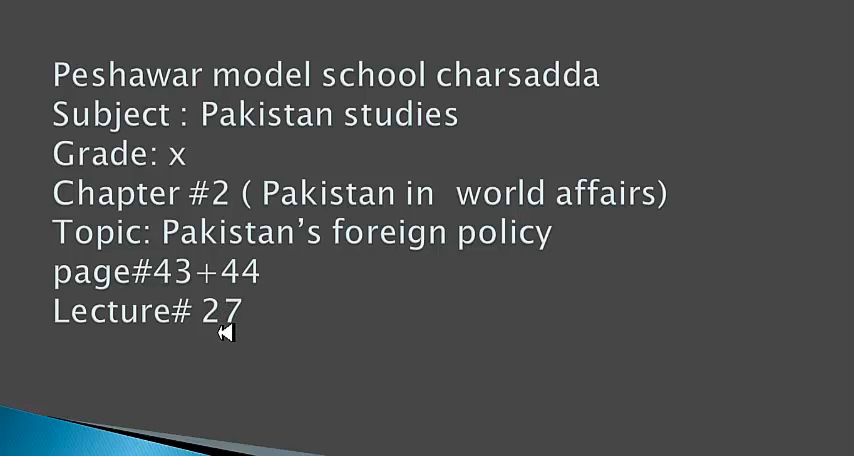 Peshawar model school charsadda
Subject : Pakistan studies
Grade: x
Chapter #2 ( Pakistan in  world affairs)
Topic: Pakistan’s foreign policy
page#43+44
Lecture# 27